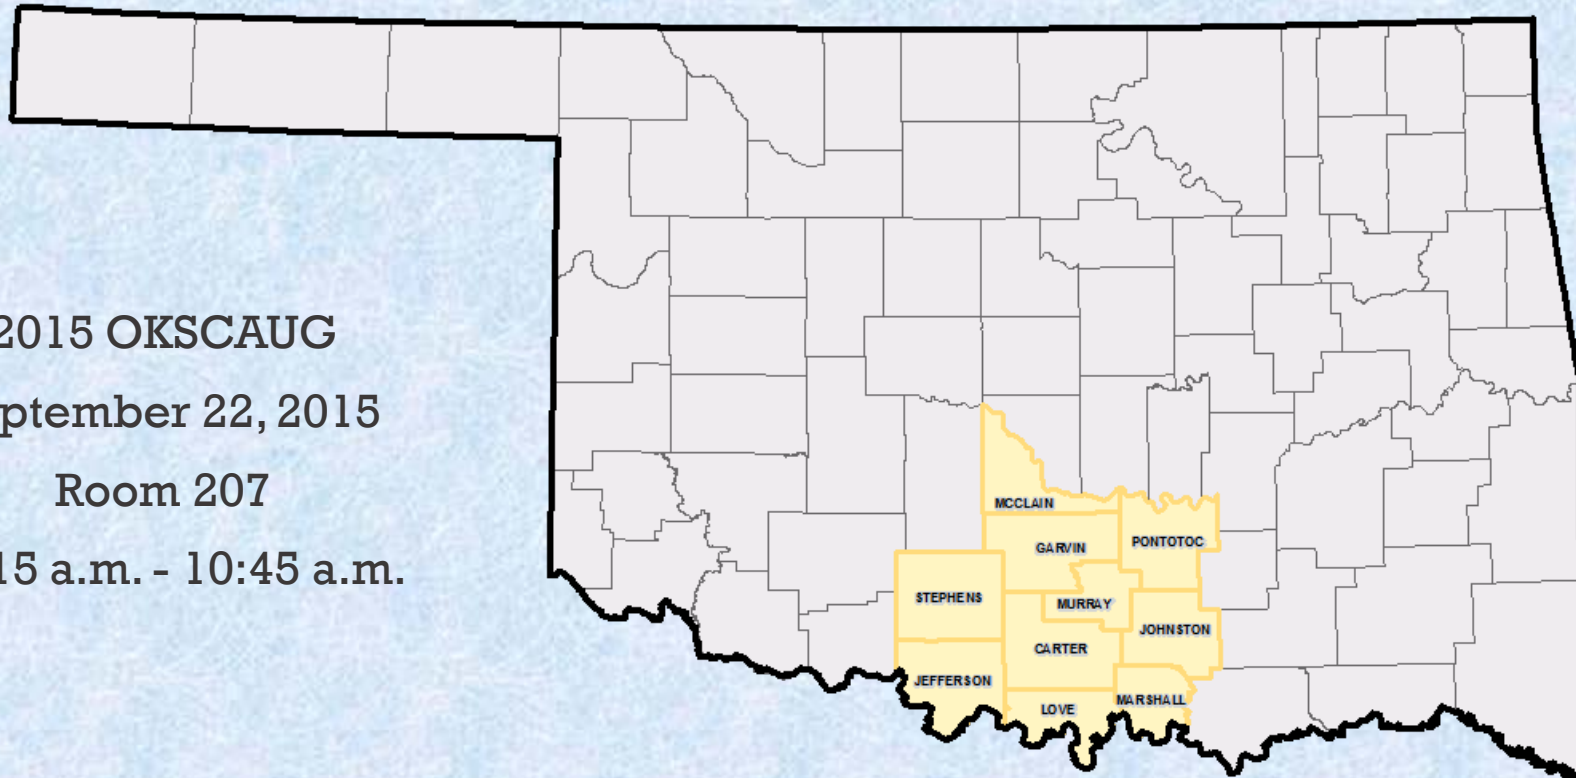 2015 OKSCAUG
ptember 22, 2015
Room 207
15 a.m. - 10:45 a.m.
MCCLAIN
GARVIN
PONTOTOC
STEPHENS
MURRAY
JOHNSTON
CARTER
JEFFERSON
MARSHALL
LOVE